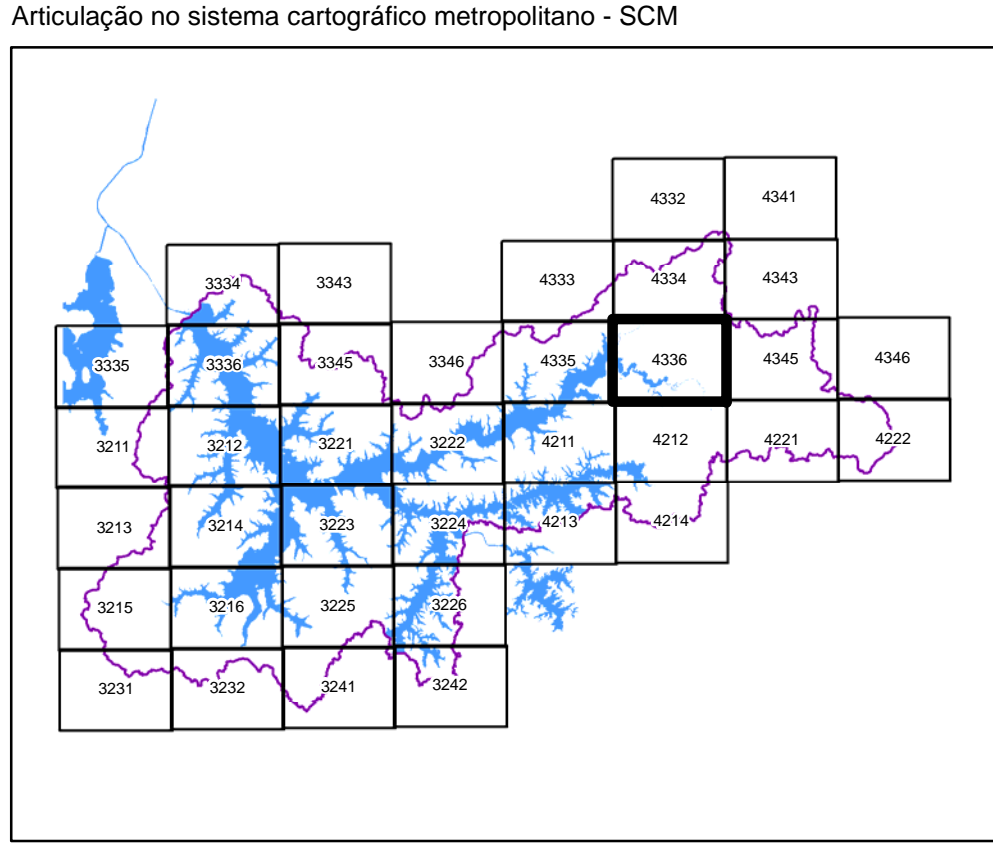 Articulação no sistema cartográfico metropolitano - SCM
4332 4341
3334 3343 4333 4334 4343
3335 3336 3345 3346 4335 4336 4345 4346
3211 3212 3221 3222 4211 4212 4221 4222
3213 3214 3223 3224 4213 4214
3215 3216 3225 3226
3231 3232 3241 3242